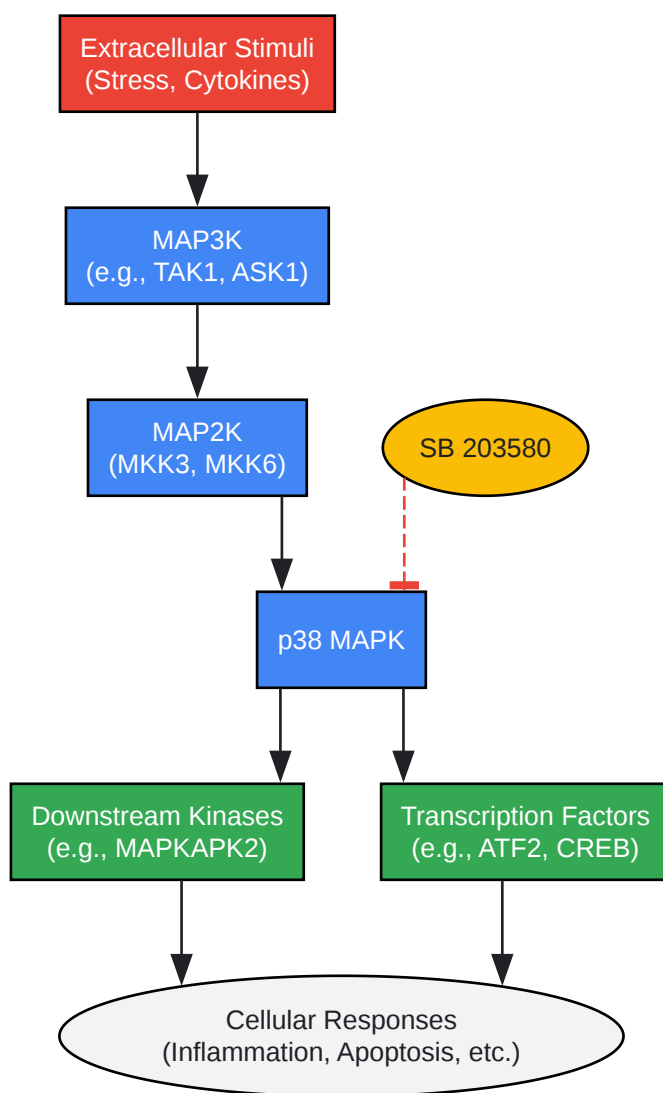 Extracellular Stimuli
(Stress, Cytokines)
MAP3K
(e.g., TAK1, ASK1)
MAP2K
(MKK3, MKK6)
SB 203580
p38 MAPK
Downstream Kinases
(e.g., MAPKAPK2)
Transcription Factors
(e.g., ATF2, CREB)
Cellular Responses
(Inflammation, Apoptosis, etc.)